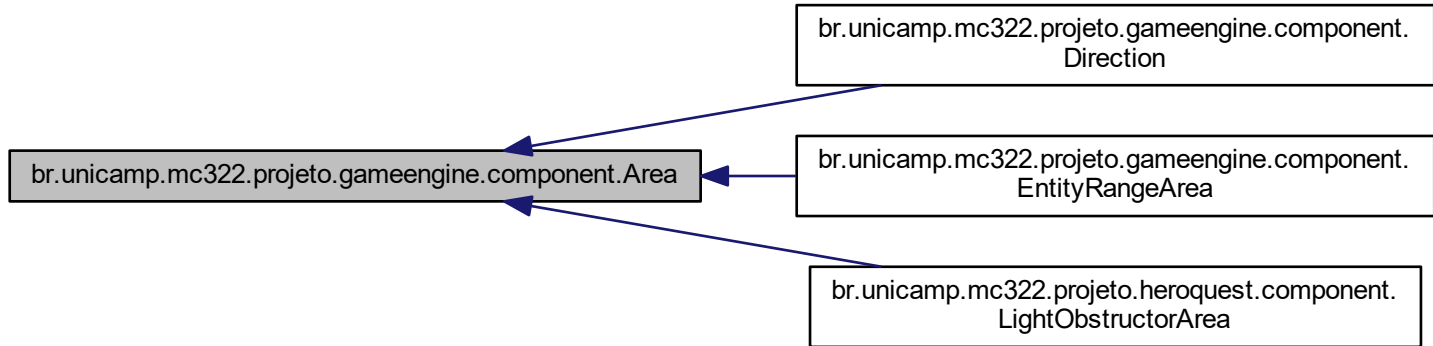 br.unicamp.mc322.projeto.gameengine.component.
Direction
br.unicamp.mc322.projeto.gameengine.component.Area
br.unicamp.mc322.projeto.gameengine.component.
EntityRangeArea
br.unicamp.mc322.projeto.heroquest.component.
LightObstructorArea